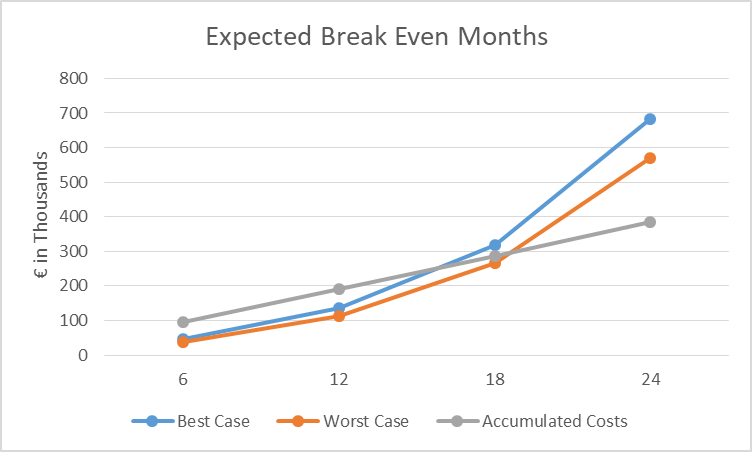 Expected Break Even Months
800
700
600
500
400
300
200
100
0
€ in Thousands
6 12 18 24
Best Case Worst Case Accumulated Costs